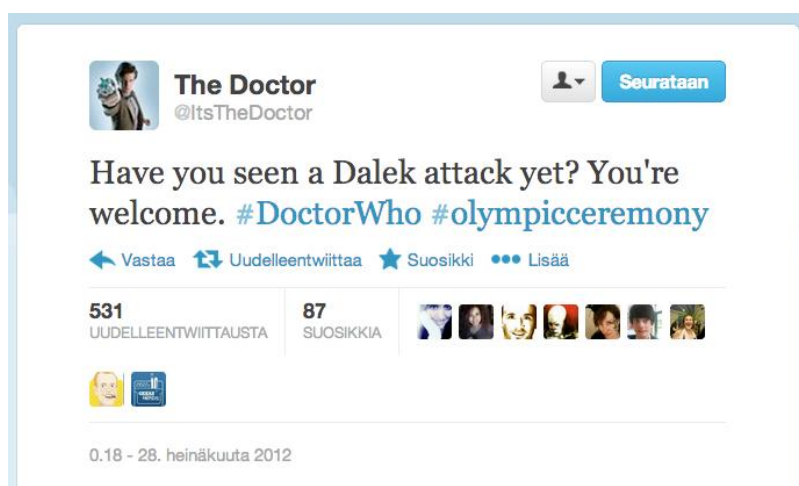 The Doctor
@ItsTheDoctor
Seurataan
Have you seen a Dalek attack yet? You're
welcome. #DoctorWho #olympicceremony
Vastaa Uudelleentwiittaa Suosikki Lisää
531
UUDELLEENTWIITTAUSTA
87
SUOSIKKIA
0.18 - 28. heinäkuuta 2012